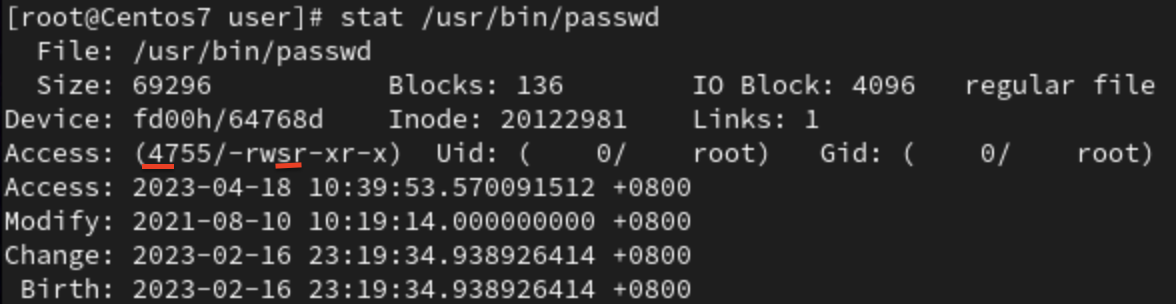 [root@Centos7 user]# stat /usr/bin/passwd
  File: /usr/bin/passwd
  Size: 69296           Blocks: 136        IO Block: 4096   regular file
Device: fd00h/64768d    Inode: 20122981    Links: 1
Access: (4755/-rwsr-xr-x)  Uid: (    0/    root)   Gid: (    0/    root)
Access: 2023-04-18 10:39:53.570091512 +0800
Modify: 2021-08-10 10:19:14.000000000 +0800
Change: 2023-02-16 23:19:34.938926414 +0800
 Birth: 2023-02-16 23:19:34.938926414 +0800